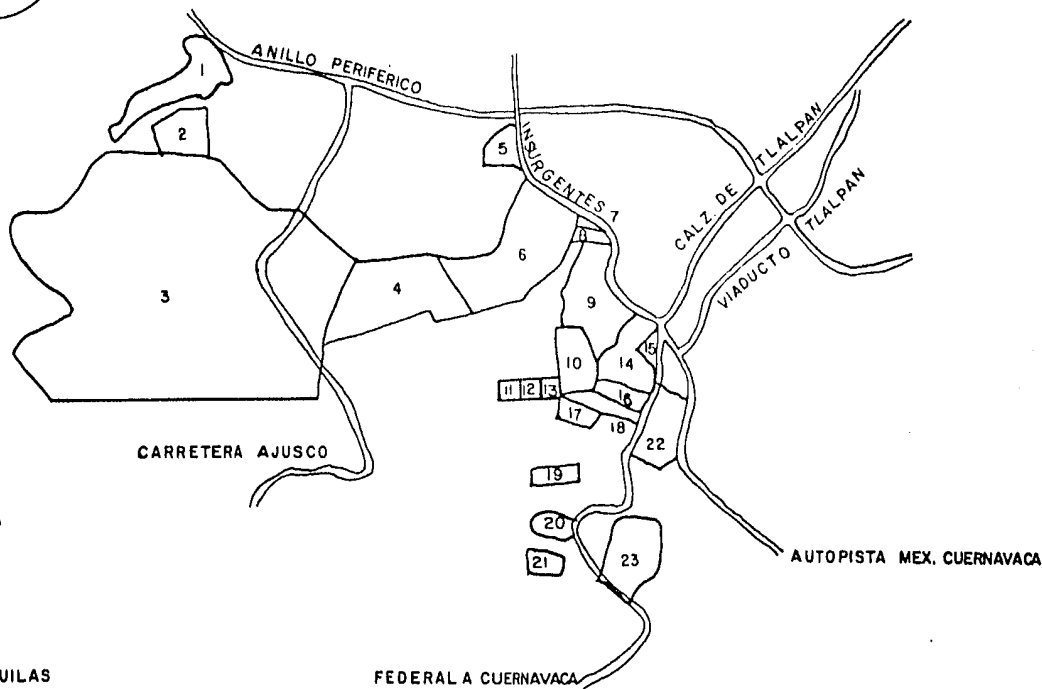 ANILLO PERIFERICO
1
2
INSURGENTES
5
CALZ. DE TLALPAN
VIADUCTO TLALPAN
7
8
6
3
4
9
10
14
15
11 12 13
16
17
18
22
CARRETERA AJUSCO
19
20
21
23
AUTOPISTA MEX. CUERNAVACA
UILAS
FEDERAL A CUERNAVACA